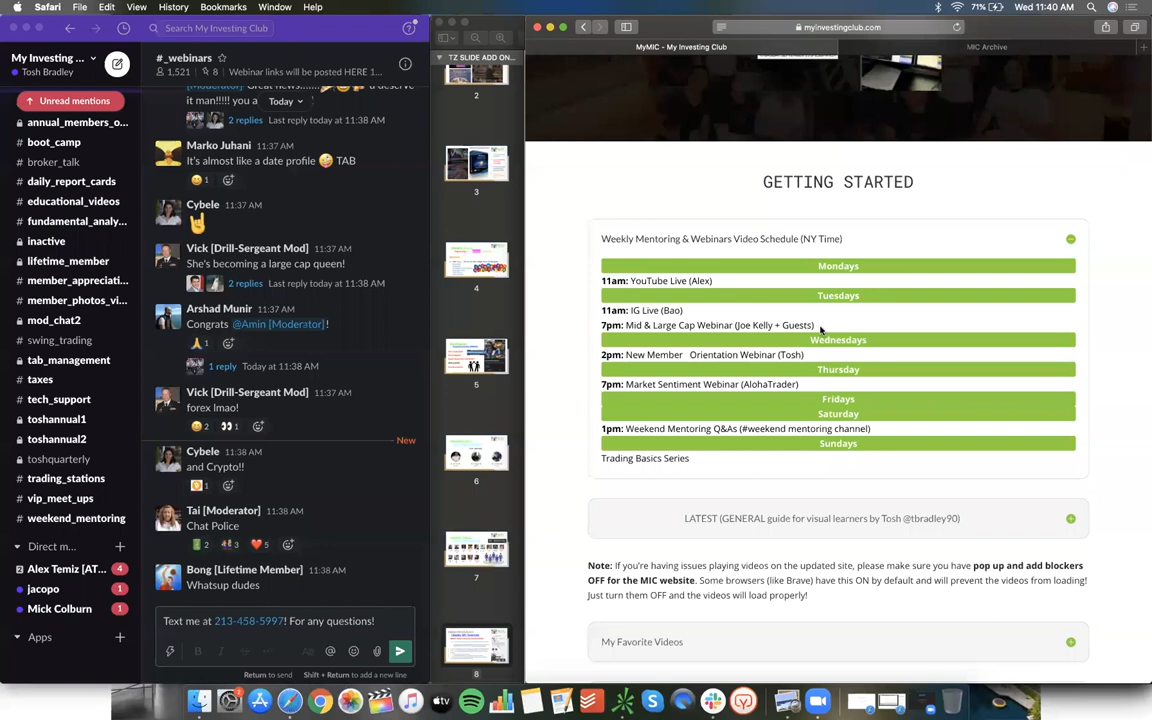 Safari File Edit View History Bookmarks Window Help
71% Wed 11:40 AM
Search My Investing Club
My Investing ...
Tosh Bradley
Unread mentions
annual_members_o...
boot_camp
broker_talk
daily_report_cards
educational_videos
fundamental_analy...
inactive
lifetime_member
member_appreciati...
member_photos_vi...
mod_chat2
swing_trading
tab_management
taxes
tech_support
toshannual1
toshannual2
toshquarterly
trading_stations
vip_meet_ups
weekend_mentoring
Direct m...
Alex Temiz [AT... 4
jacopo 1
Mick Colburn 1
Apps
#_webinars
1,521 8 Webinar links will be posted HERE 1...
it man!!!!! you a
Today
2 replies Last reply today at 11:38 AM
Marko Juhani 11:37 AM
It's almost like a date profile 🤪 TAB
1
Cybele 11:37 AM
🤘
Vick [Drill-Sergeant Mod] 11:37 AM
She's becoming a large cap queen!
2 replies Last reply today at 11:38 AM
Arshad Munir 11:37 AM
Congrats @Amin [Moderator]!
1
1 reply Today at 11:38 AM
Vick [Drill-Sergeant Mod] 11:37 AM
forex lmao!
2 1
New
Cybele 11:38 AM
and Crypto!!
1
Tai [Moderator] 11:38 AM
Chat Police
2 3 5
Bong [Lifetime Member] 11:38 AM
Whatsup dudes
Text me at 213-458-5997! For any questions!
Return to send Shift + Return to add a new line
TZ SLIDE ADD ON...
2
3
4
5
6
7
8
myinvestingclub.com
MyMIC - My Investing Club
MIC Archive
GETTING STARTED
Weekly Mentoring & Webinars Video Schedule (NY Time)
Mondays
11am: YouTube Live (Alex)
Tuesdays
11am: IG Live (Bao)
7pm: Mid & Large Cap Webinar (Joe Kelly + Guests)
Wednesdays
2pm: New Member Orientation Webinar (Tosh)
Thursday
7pm: Market Sentiment Webinar (AlohaTrader)
Fridays
Saturday
1pm: Weekend Mentoring Q&As (#weekend mentoring channel)
Sundays
Trading Basics Series
LATEST (GENERAL guide for visual learners by Tosh @tbradley90)
Note: If you're having issues playing videos on the updated site, please make sure you have pop up and add blockers
OFF for the MIC website. Some browsers (like Brave) have this ON by default and will prevent the videos from loading!
Just turn them OFF and the videos will load properly!
My Favorite Videos